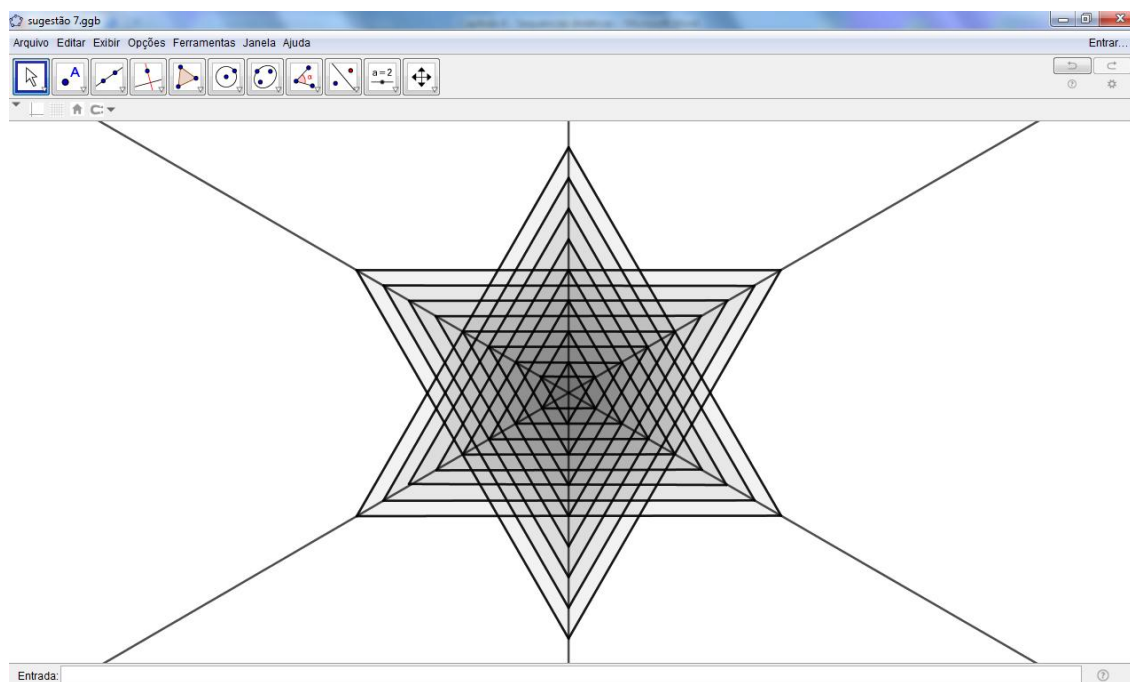 sugestão 7.ggb
Arquivo Editar Exibir Opções Ferramentas Janela Ajuda
Entrar...
A
α
a=2
Entrada: